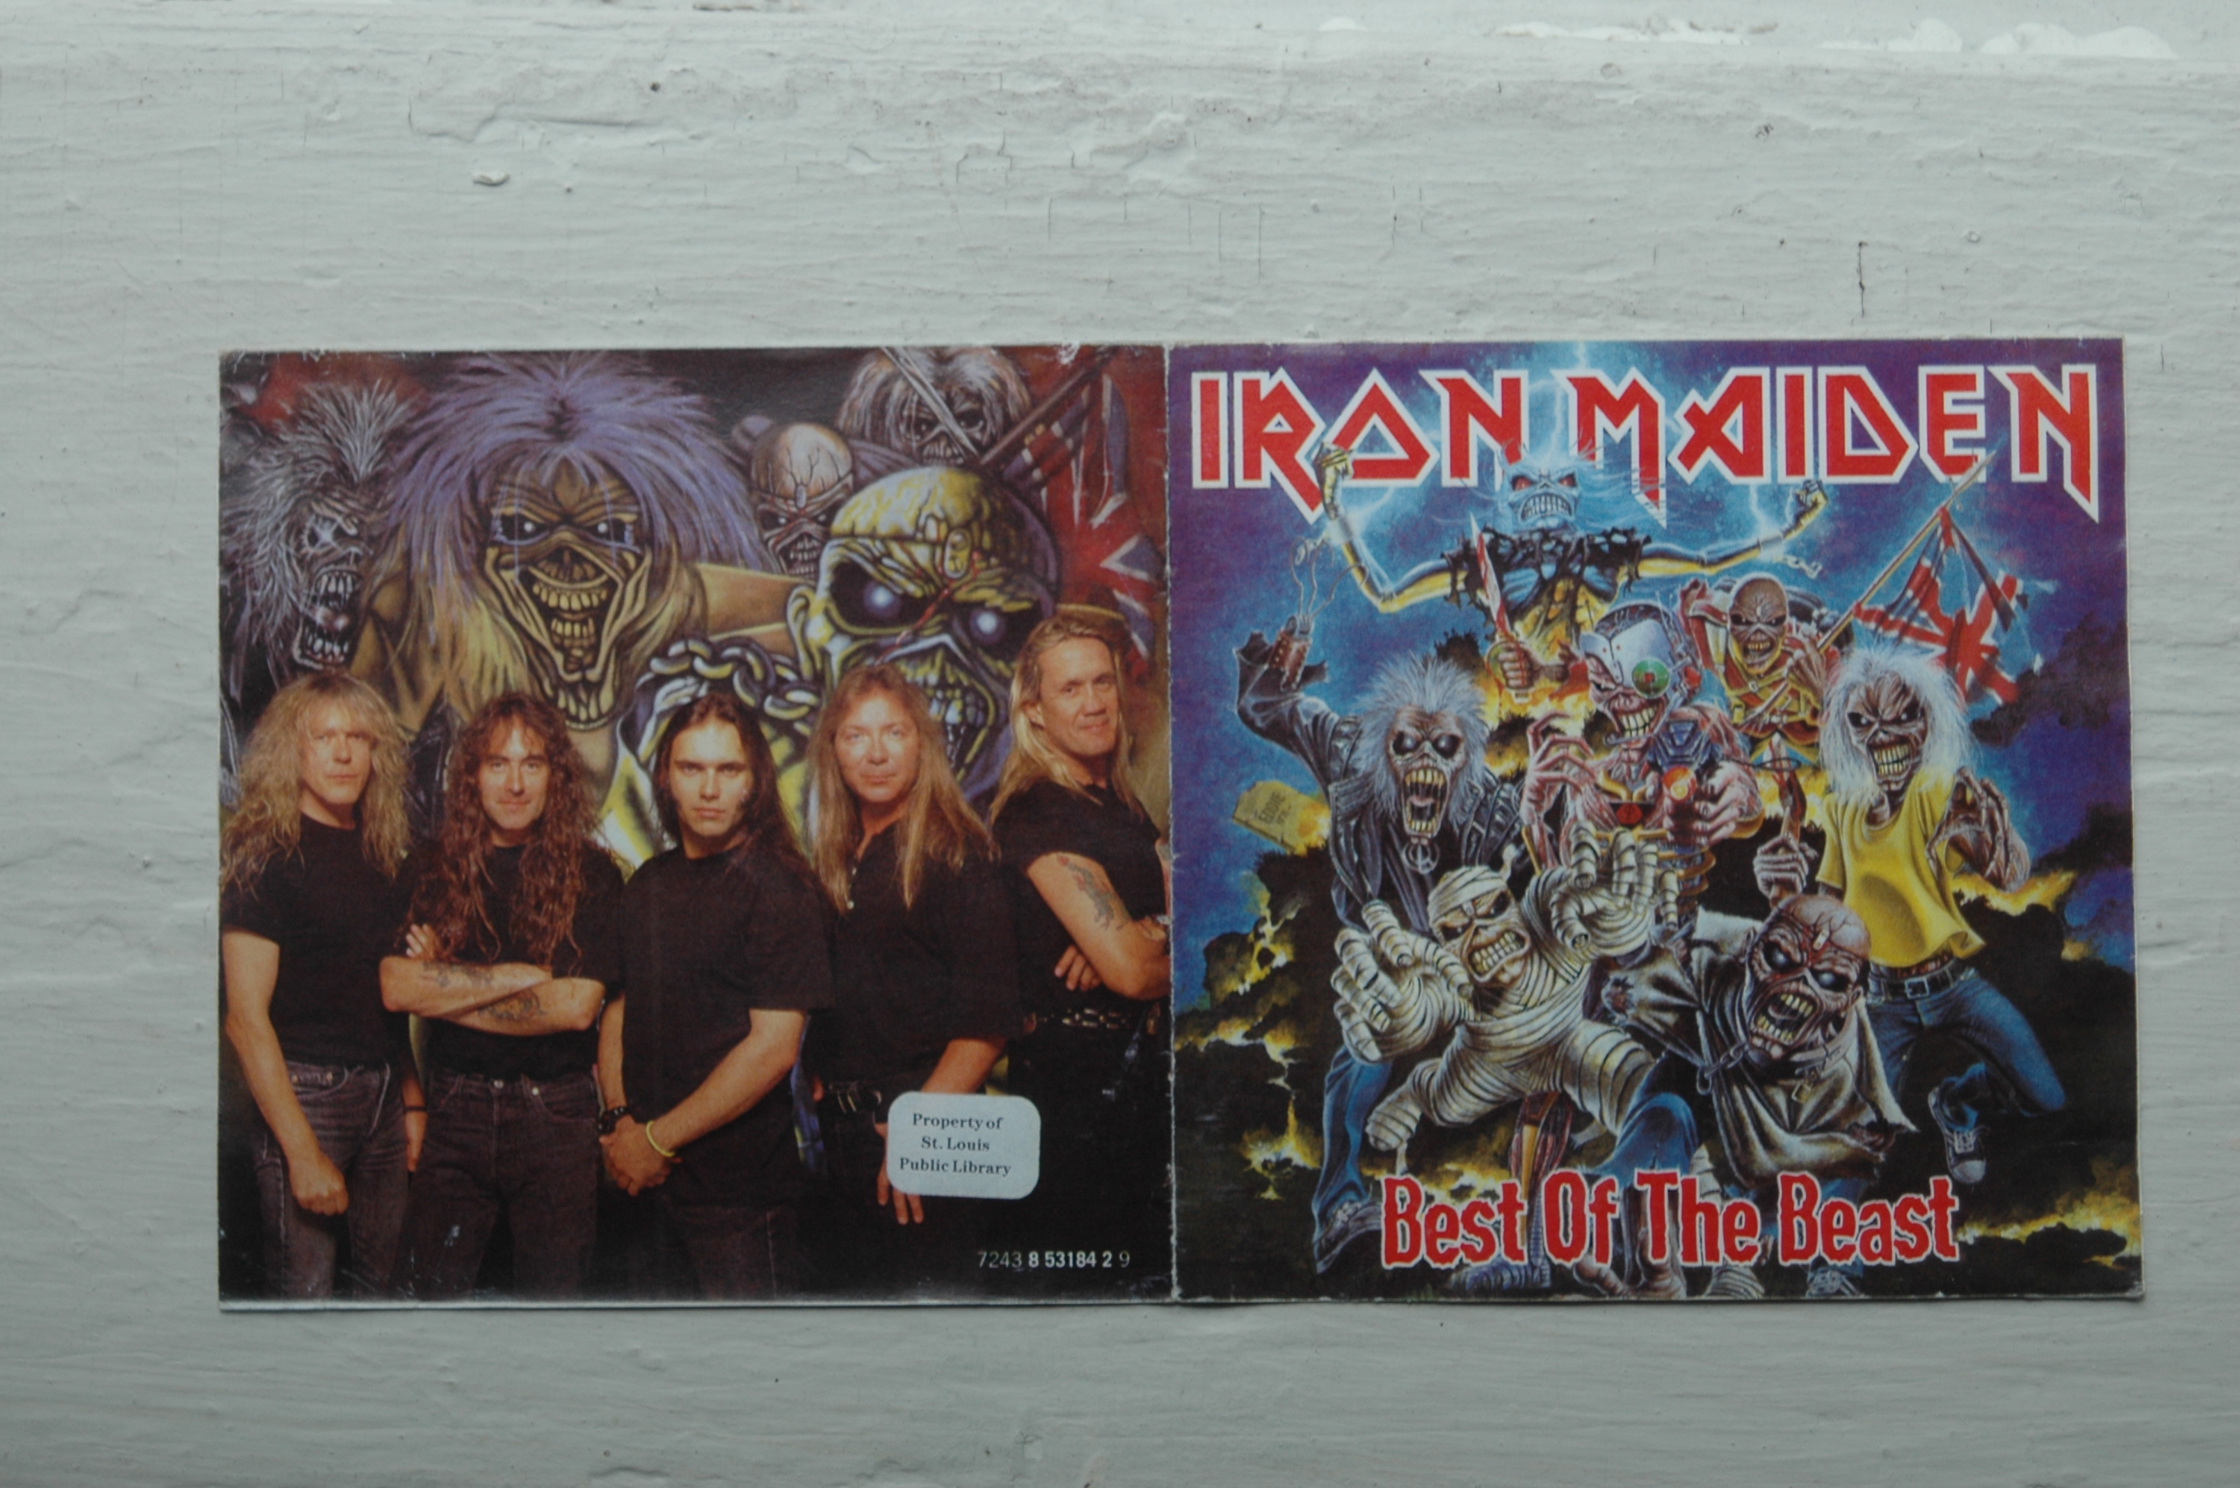 Property of
St. Louis
Public Library
7243 8 53184 2 9
IRON MAIDEN
Best Of The Beast